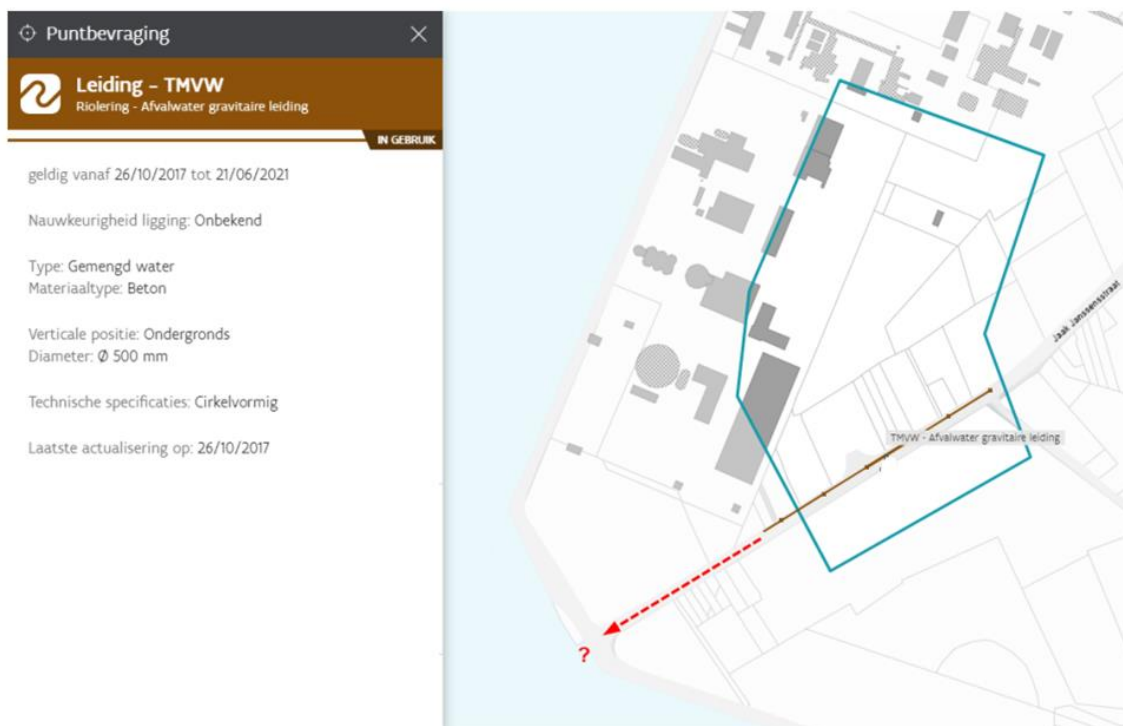 Puntbevraging
Leiding - TMVW
Riolering - Afvalwater gravitaire leiding
IN GEBRUIK
geldig vanaf 26/10/2017 tot 21/06/2021
Nauwkeurigheid ligging: Onbekend
Type: Gemengd water
Materiaaltype: Beton
Verticale positie: Ondergronds
Diameter: Ø 500 mm
Technische specificaties: Cirkelvormig
Laatste actualisering op: 26/10/2017
Jaak Janssensstraat
TMVW - Afvalwater gravitaire leiding
?